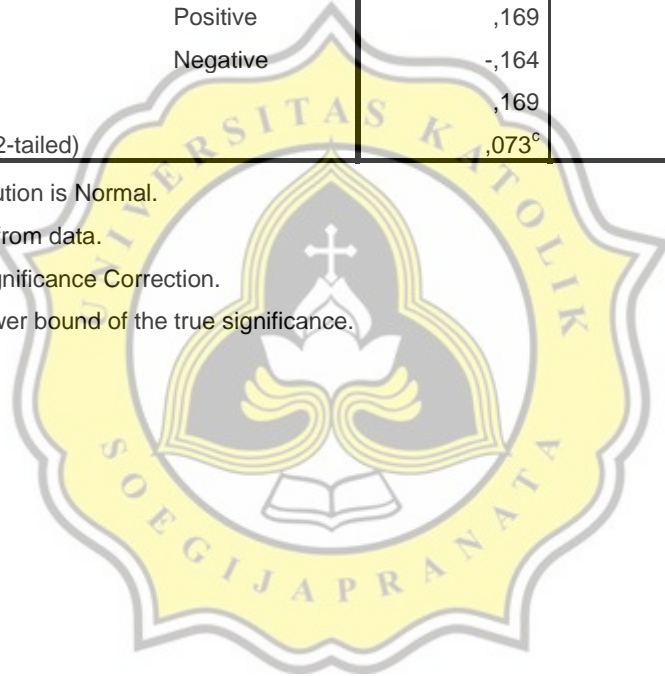 Positive ,169
Negative -,164
,169
2-tailed) ,073c
ution is Normal.
from data.
gnificance Correction.
wer bound of the true significance.
UNIVERSITAS KATOLIK
SOEGIJAPRANATA